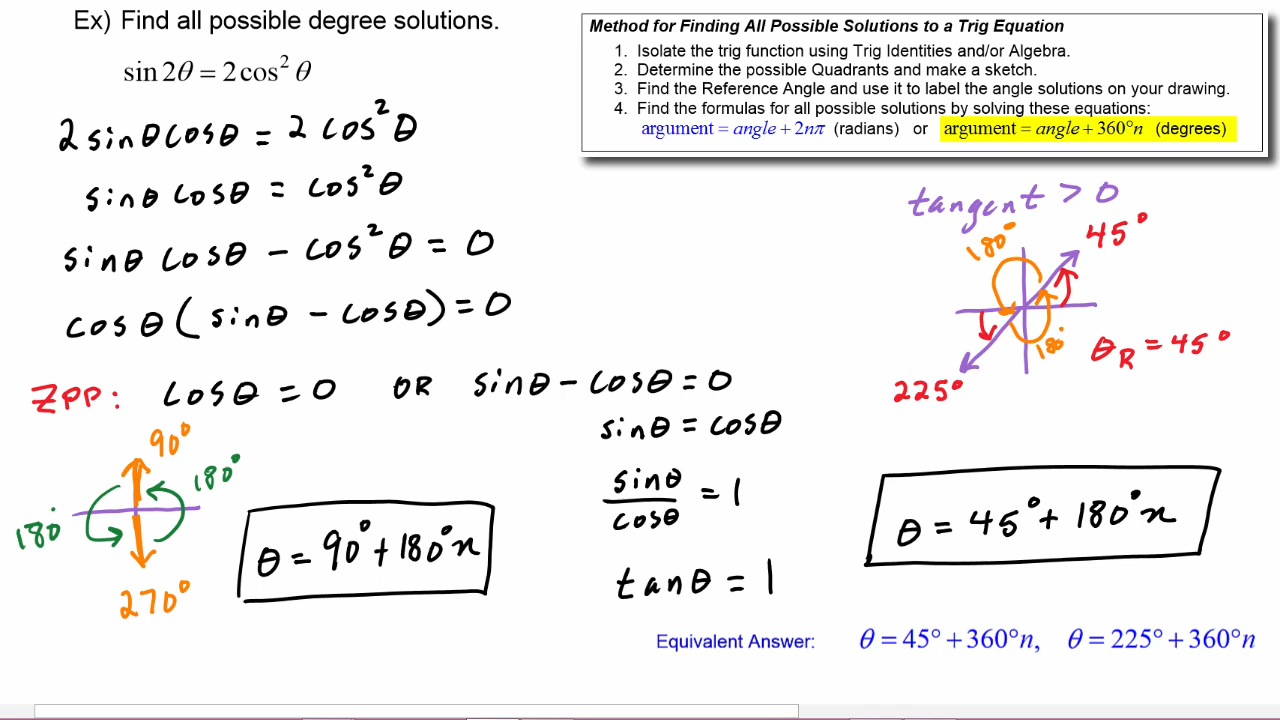 Ex) Find all possible degree solutions.
sin 2θ = 2 cos² θ
2 sinθ cosθ = 2 cos²θ
sinθ cosθ = cos²θ
sinθ cosθ − cos²θ = 0
cosθ (sinθ − cosθ) = 0
ZPP: cosθ = 0 OR sinθ − cosθ = 0
sinθ = cosθ
sinθ/cosθ = 1
tanθ = 1
90°
180°
180°
270°
θ = 90° + 180°n
Method for Finding All Possible Solutions to a Trig Equation
1. Isolate the trig function using Trig Identities and/or Algebra.
2. Determine the possible Quadrants and make a sketch.
3. Find the Reference Angle and use it to label the angle solutions on your drawing.
4. Find the formulas for all possible solutions by solving these equations:
argument = angle + 2nπ (radians) or argument = angle + 360°n (degrees)
tangent > 0
180°
45°
180°
θR = 45°
225°
θ = 45° + 180°n
Equivalent Answer: θ = 45° + 360°n, θ = 225° + 360°n